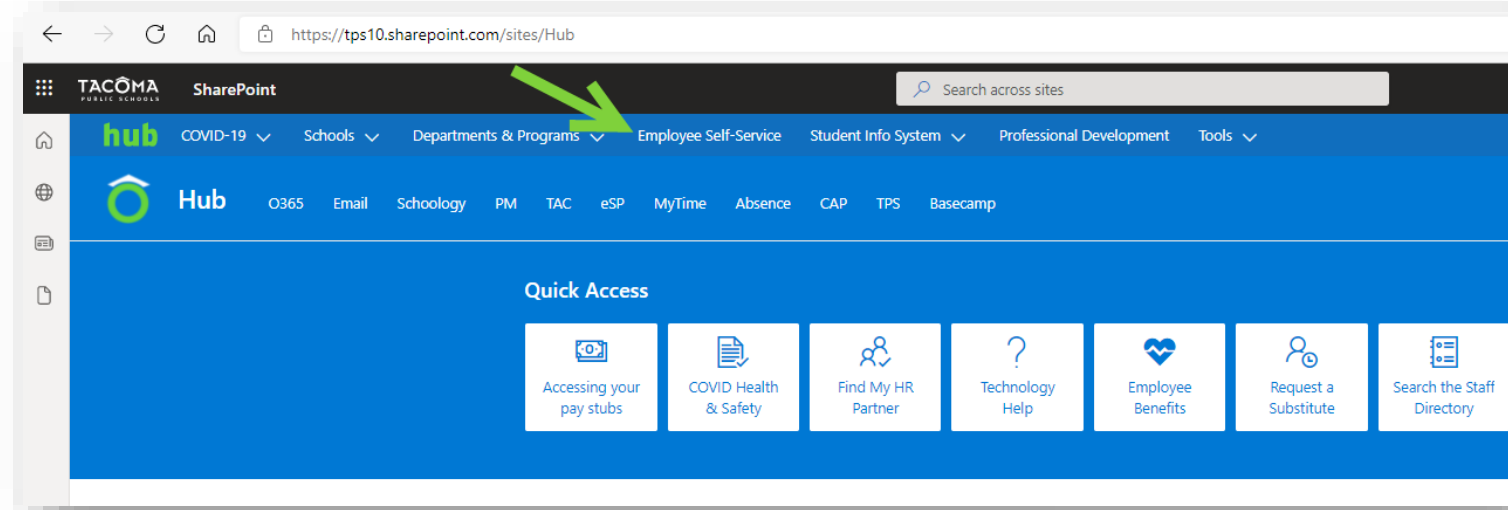 https://tps10.sharepoint.com/sites/Hub
TACOMA
PUBLIC SCHOOLS
SharePoint
Search across sites
hub COVID-19 Schools Departments & Programs Employee Self-Service Student Info System Professional Development Tools
Hub O365 Email Schoology PM TAC eSP MyTime Absence CAP TPS Basecamp
Quick Access
Accessing your
pay stubs
COVID Health
& Safety
Find My HR
Partner
Technology
Help
Employee
Benefits
Request a
Substitute
Search the Staff
Directory